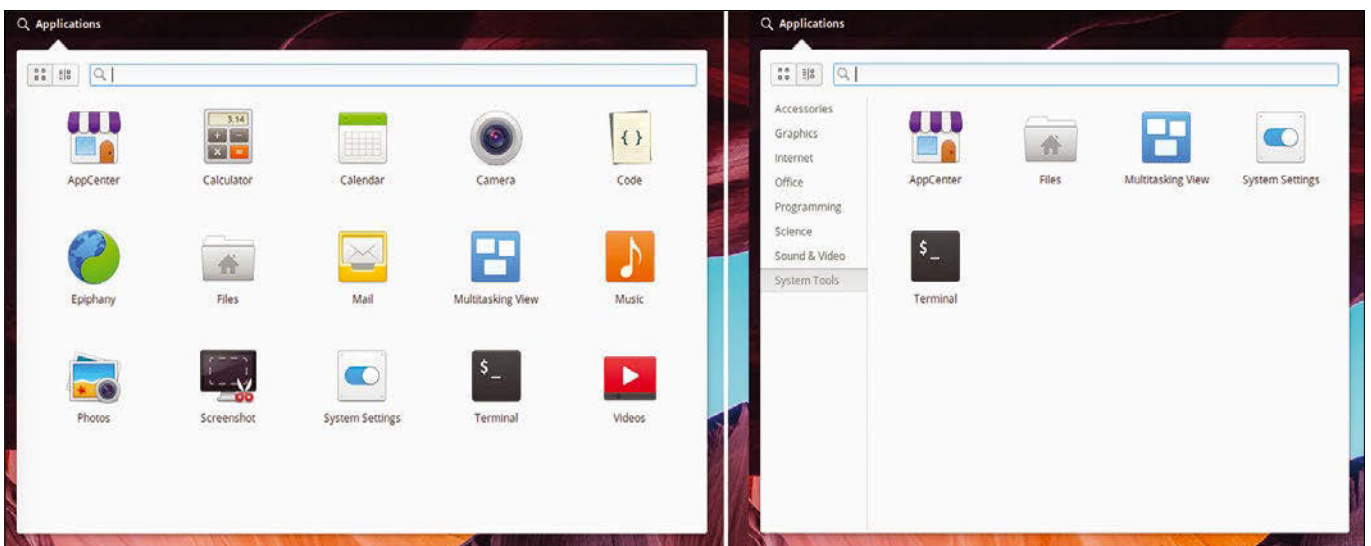 Applications
3.14
{ }
AppCenter Calculator Calendar Camera Code
Epiphany Files Mail Multitasking View Music
$_
Photos Screenshot System Settings Terminal Videos
Applications
Accessories
Graphics
Internet
Office
Programming
Science
Sound & Video
System Tools
AppCenter Files Multitasking View System Settings
$_
Terminal